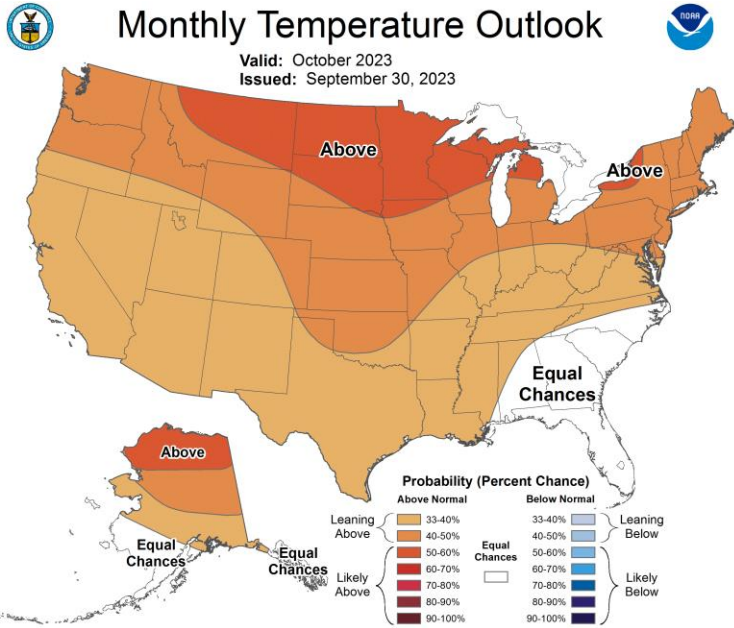 Monthly Temperature Outlook
NOAA
Valid: October 2023
Issued: September 30, 2023
Above
Above
Equal
Chances
Above
Equal
Chances
Equal
Chances
Probability (Percent Chance)
Above Normal
Below Normal
Leaning
Above
33-40%
40-50%
50-60%
60-70%
70-80%
80-90%
90-100%
Likely
Above
Equal
Chances
33-40%
40-50%
50-60%
60-70%
70-80%
80-90%
90-100%
Leaning
Below
Likely
Below